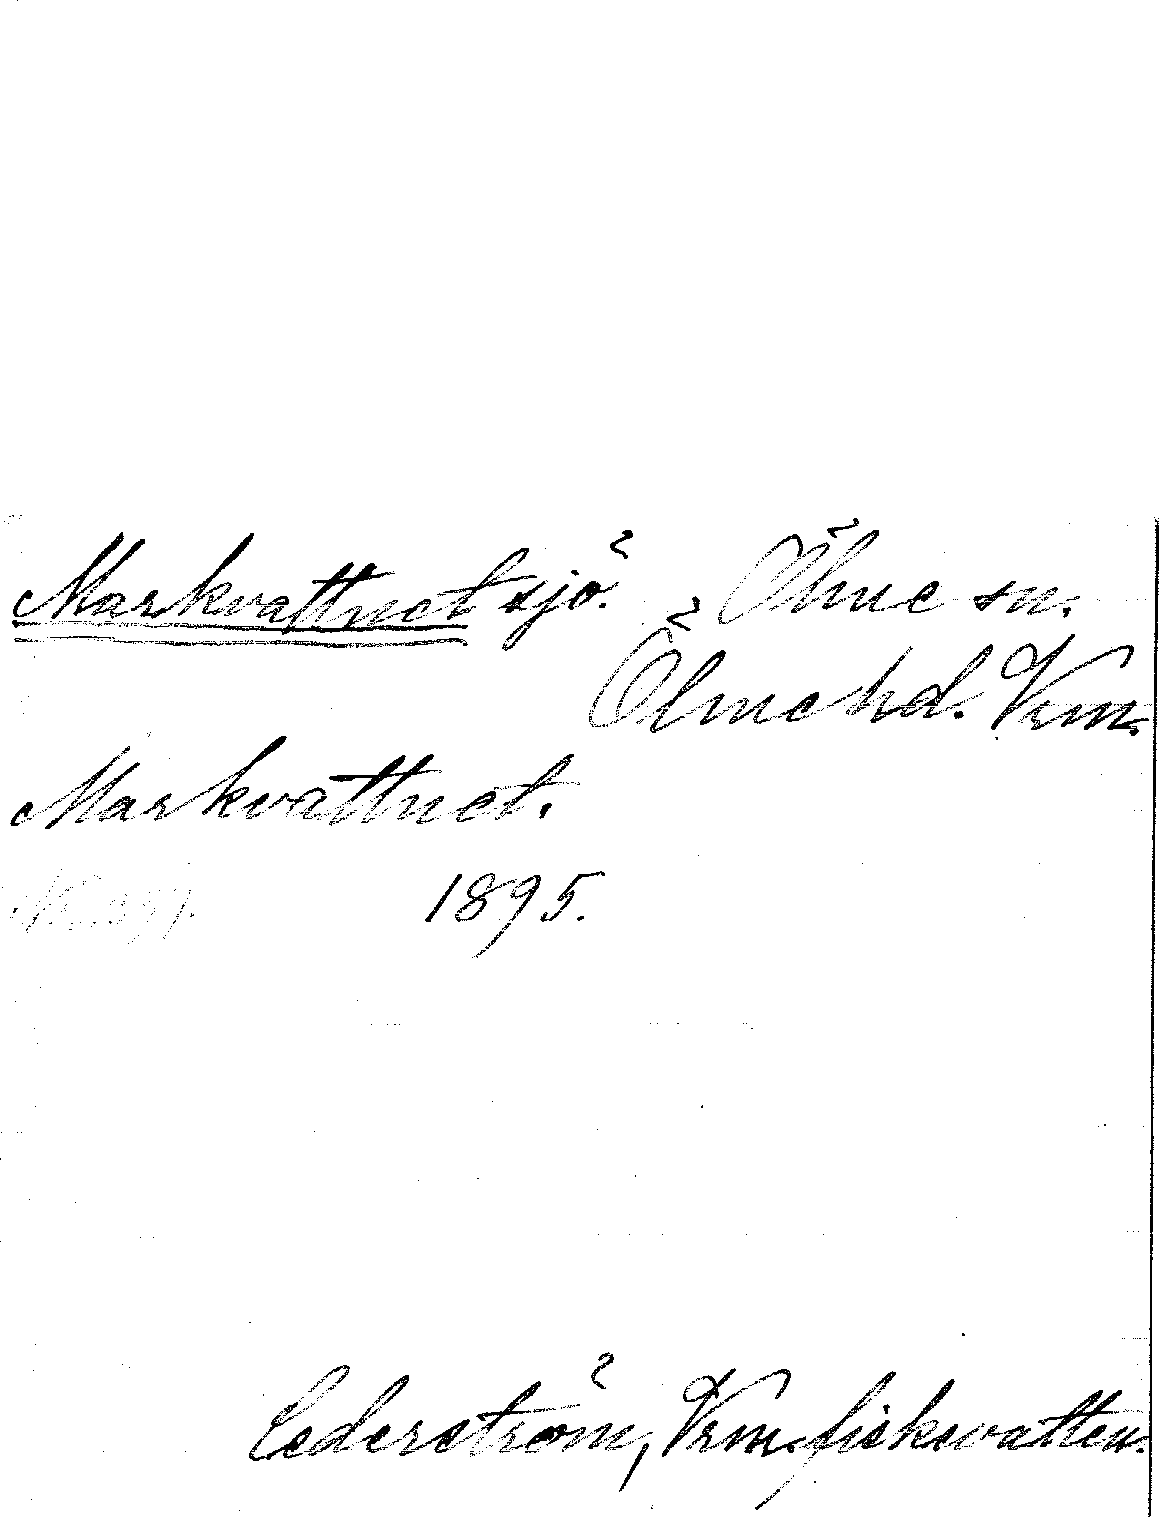 Markvattnet sjö. Ölme sn.
Ölme hd. Vrm.
Markvattnet.
1895.
Cederström, Vrm. fiskevatten.